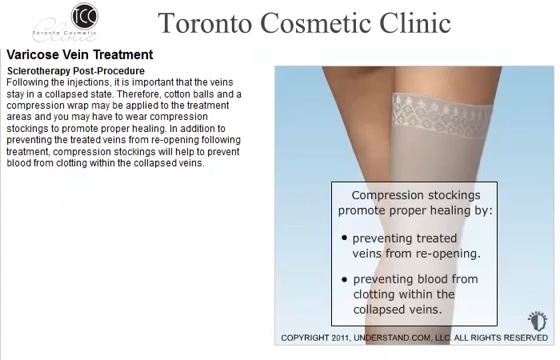 TCC
Toronto Cosmetic
Clinic
Toronto Cosmetic Clinic
Varicose Vein Treatment
Sclerotherapy Post-Procedure
Following the injections, it is important that the veins
stay in a collapsed state. Therefore, cotton balls and a
compression wrap may be applied to the treatment
areas and you may have to wear compression
stockings to promote proper healing. In addition to
preventing the treated veins from re-opening following
treatment, compression stockings will help to prevent
blood from clotting within the collapsed veins.
Compression stockings
promote proper healing by:
• preventing treated
veins from re-opening.
• preventing blood from
clotting within the
collapsed veins.
COPYRIGHT 2011, UNDERSTAND.COM, LLC. ALL RIGHTS RESERVED